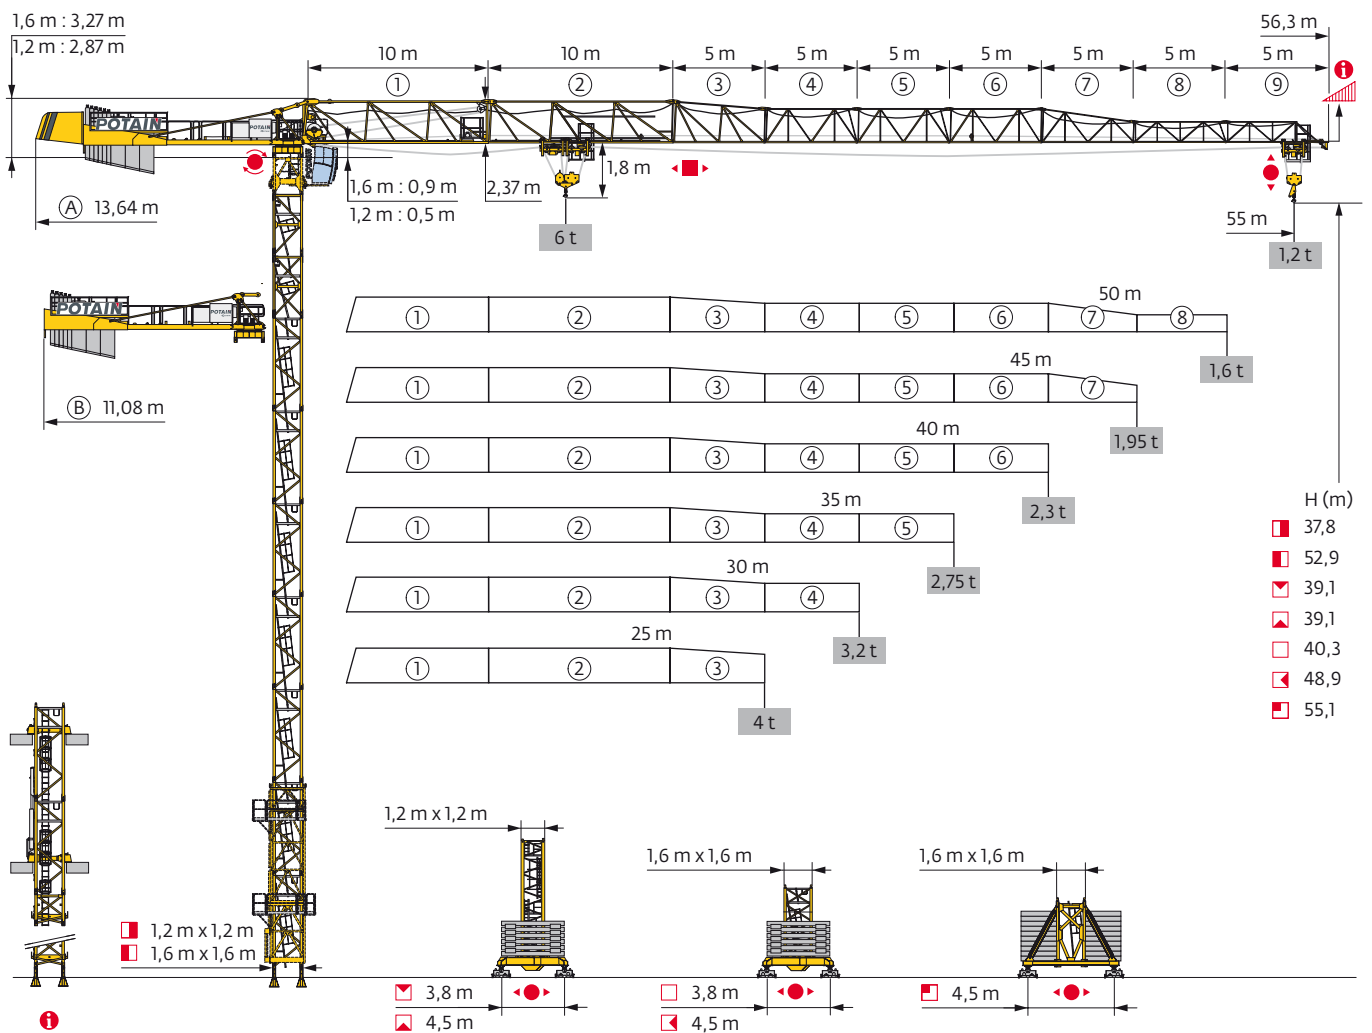 1,6 m : 3,27 m
1,2 m : 2,87 m
56,3 m
10 m
10 m
5 m
5 m
5 m
5 m
5 m
5 m
5 m
1
2
3
4
5
6
7
8
9
i
POTAIN
POTAIN
1,8 m
1,6 m : 0,9 m
1,2 m : 0,5 m
2,37 m
A 13,64 m
55 m
6 t
1,2 t
POTAIN
POTAIN
B 11,08 m
50 m
1
2
3
4
5
6
7
8
1,6 t
45 m
1
2
3
4
5
6
7
1,95 t
40 m
1
2
3
4
5
6
2,3 t
35 m
1
2
3
4
5
2,75 t
30 m
1
2
3
4
3,2 t
25 m
1
2
3
4 t
H (m)
37,8
52,9
39,1
39,1
40,3
48,9
55,1
1,2 m x 1,2 m
1,6 m x 1,6 m
1,6 m x 1,6 m
1,2 m x 1,2 m
1,6 m x 1,6 m
3,8 m
4,5 m
3,8 m
4,5 m
4,5 m
i